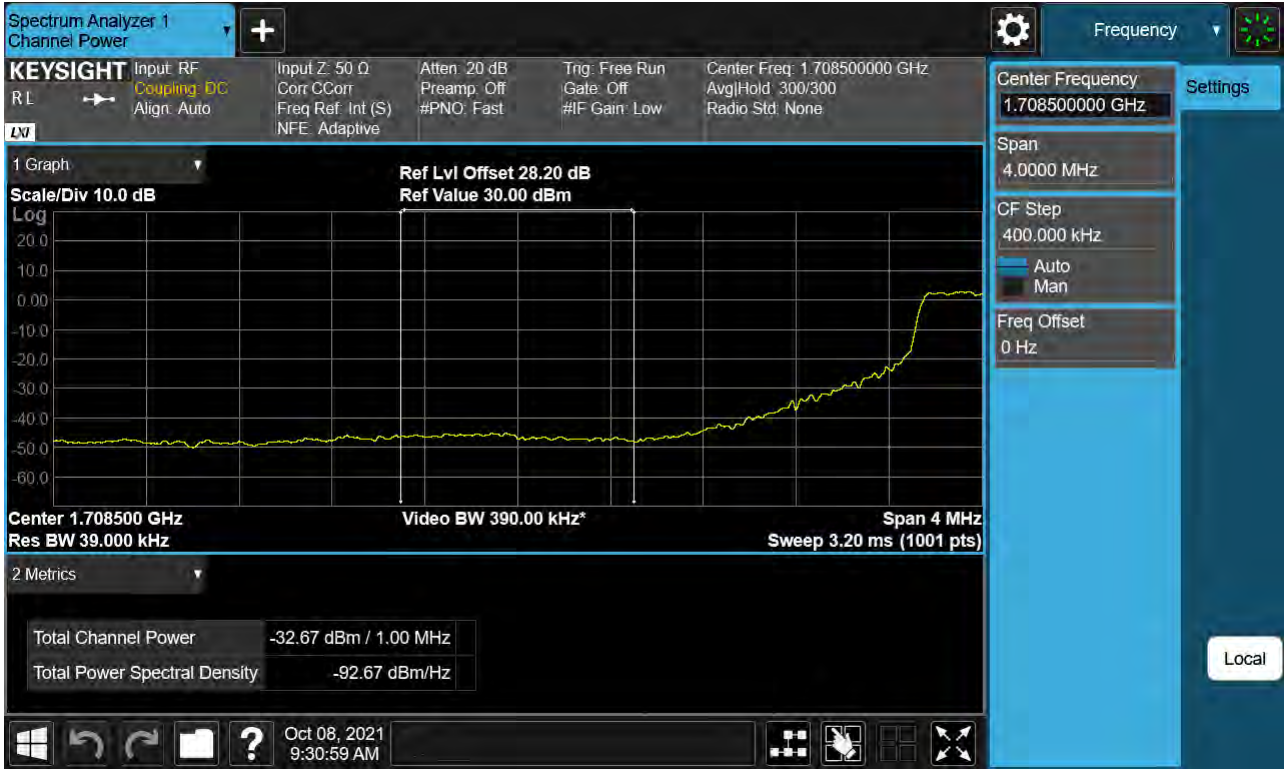 Spectrum Analyzer 1
Channel Power
+
Frequency
KEYSIGHT
R L
LXI
Input: RF
Coupling: DC
Align: Auto
Input Z: 50 Ω
Corr CCorr
Freq Ref: Int (S)
NFE: Adaptive
Atten: 20 dB
Preamp: Off
#PNO: Fast
Trig: Free Run
Gate: Off
#IF Gain: Low
Center Freq: 1.708500000 GHz
Avg|Hold: 300/300
Radio Std: None
Center Frequency
1.708500000 GHz
Settings
Span
4.0000 MHz
CF Step
400.000 kHz
Auto
Man
Freq Offset
0 Hz
Local
1 Graph
Scale/Div 10.0 dB
Ref Lvl Offset 28.20 dB
Ref Value 30.00 dBm
Log
20.0
10.0
0.00
-10.0
-20.0
-30.0
-40.0
-50.0
-60.0
Center 1.708500 GHz
Video BW 390.00 kHz*
Span 4 MHz
Res BW 39.000 kHz
Sweep 3.20 ms (1001 pts)
2 Metrics
Total Channel Power -32.67 dBm / 1.00 MHz
Total Power Spectral Density -92.67 dBm/Hz
?
Oct 08, 2021
9:30:59 AM